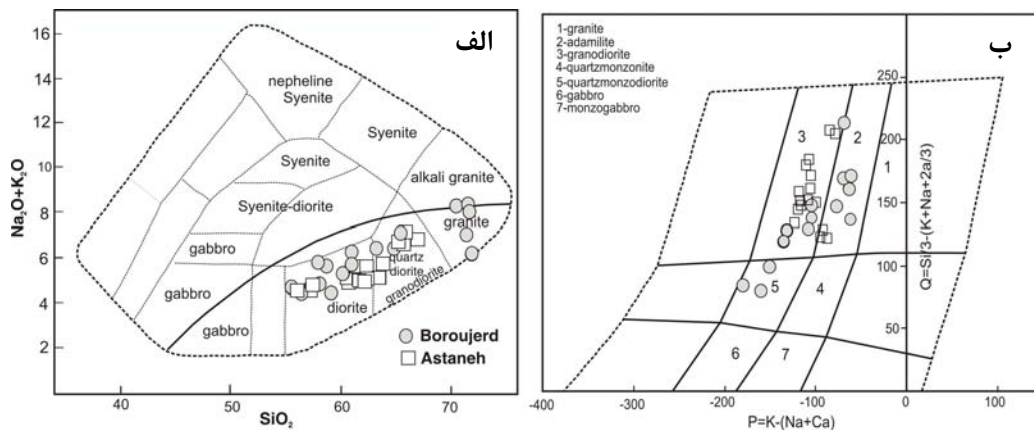 الف
16
14
12
10
8
6
4
2
Na₂O+K₂O
nepheline
Syenite
Syenite
Syenite
alkali granite
Syenite-diorite
granite
gabbro
quartz
diorite
granodiorite
gabbro
diorite
gabbro
Boroujerd
Astaneh
40
50
60
70
SiO₂
ب
1-granite
2-adamilite
3-granodiorite
4-quartzmonzonite
5-quartzmonzodiorite
6-gabbro
7-monzogabbro
250
200
150
100
50
Q=Si/3-(K+Na+2a/3)
3
2
1
5
4
6
7
-400
-300
-200
-100
0
100
P=K-(Na+Ca)